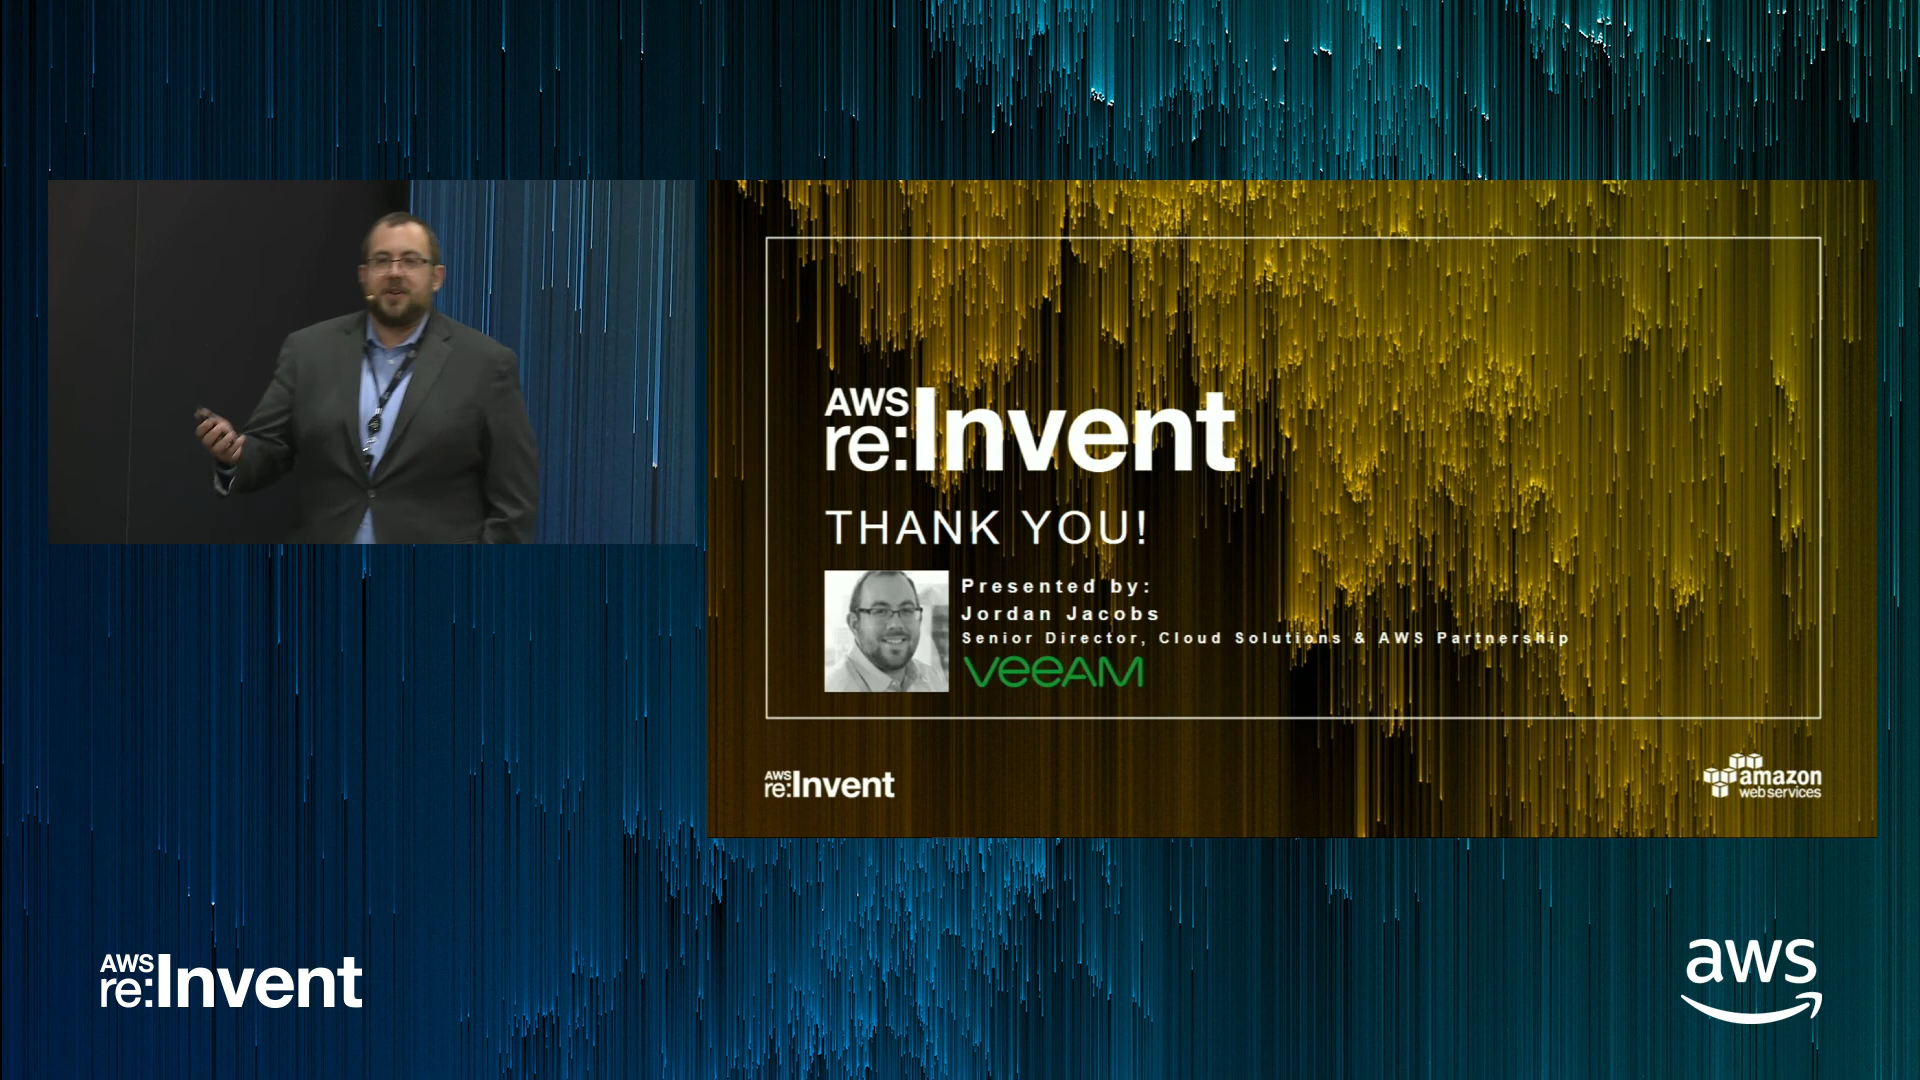 AWS
re:Invent
THANK YOU!
Presented by:
Jordan Jacobs
Senior Director, Cloud Solutions & AWS Partnership
veeAM
AWS
re:Invent
amazon
web services
AWS
re:Invent
aws